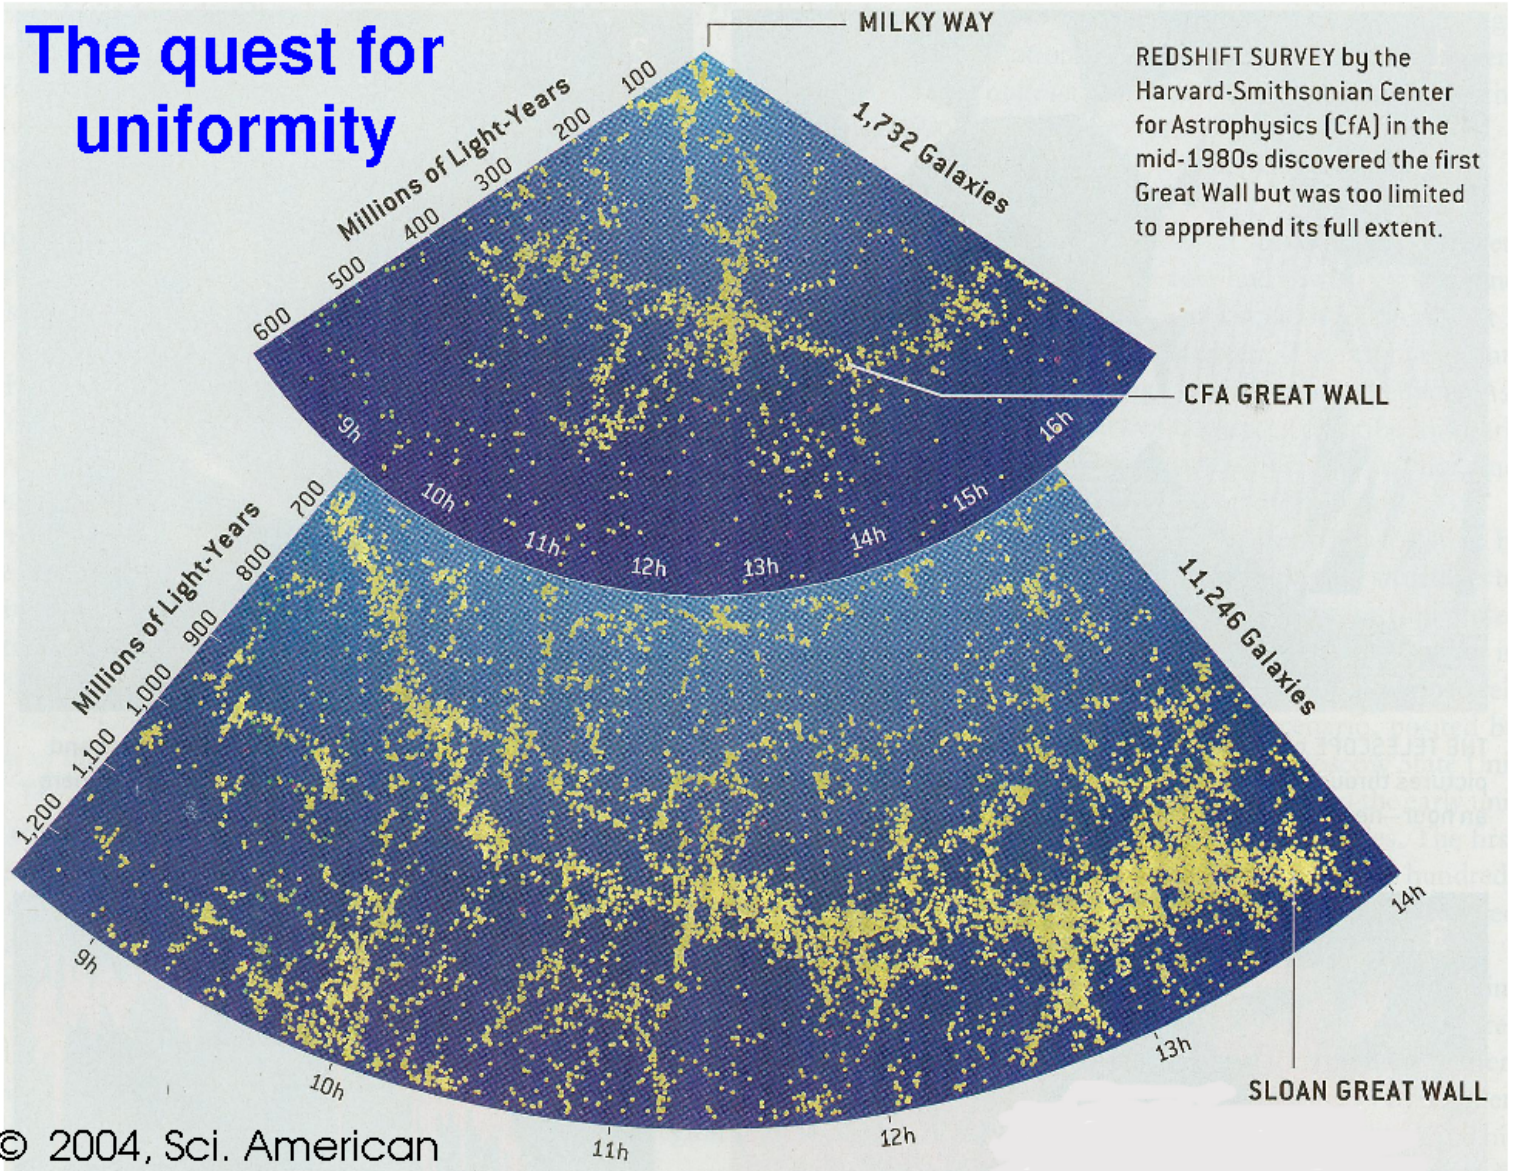 The quest for
uniformity
MILKY WAY
REDSHIFT SURVEY by the
Harvard-Smithsonian Center
for Astrophysics (CfA) in the
mid-1980s discovered the first
Great Wall but was too limited
to apprehend its full extent.
Millions of Light-Years
100
200
300
400
500
600
1,732 Galaxies
CFA GREAT WALL
9h
10h
11h
12h
13h
14h
15h
16h
Millions of Light-Years
700
800
900
1,000
1,100
1,200
11,246 Galaxies
9h
10h
11h
12h
13h
14h
SLOAN GREAT WALL
© 2004, Sci. American